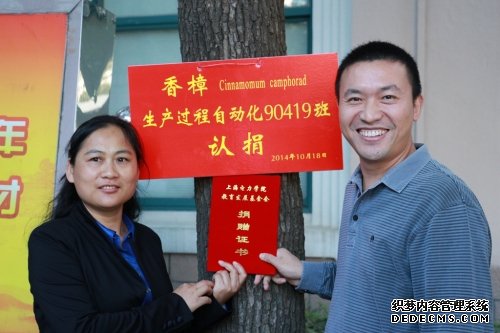 香樟 Cinnamomum camphorad
生产过程自动化90419班
认捐
2014年10月18日
上海电力学院
教育发展基金会
捐赠证书
年
才
织梦内容管理系统
DEDECMS.COM